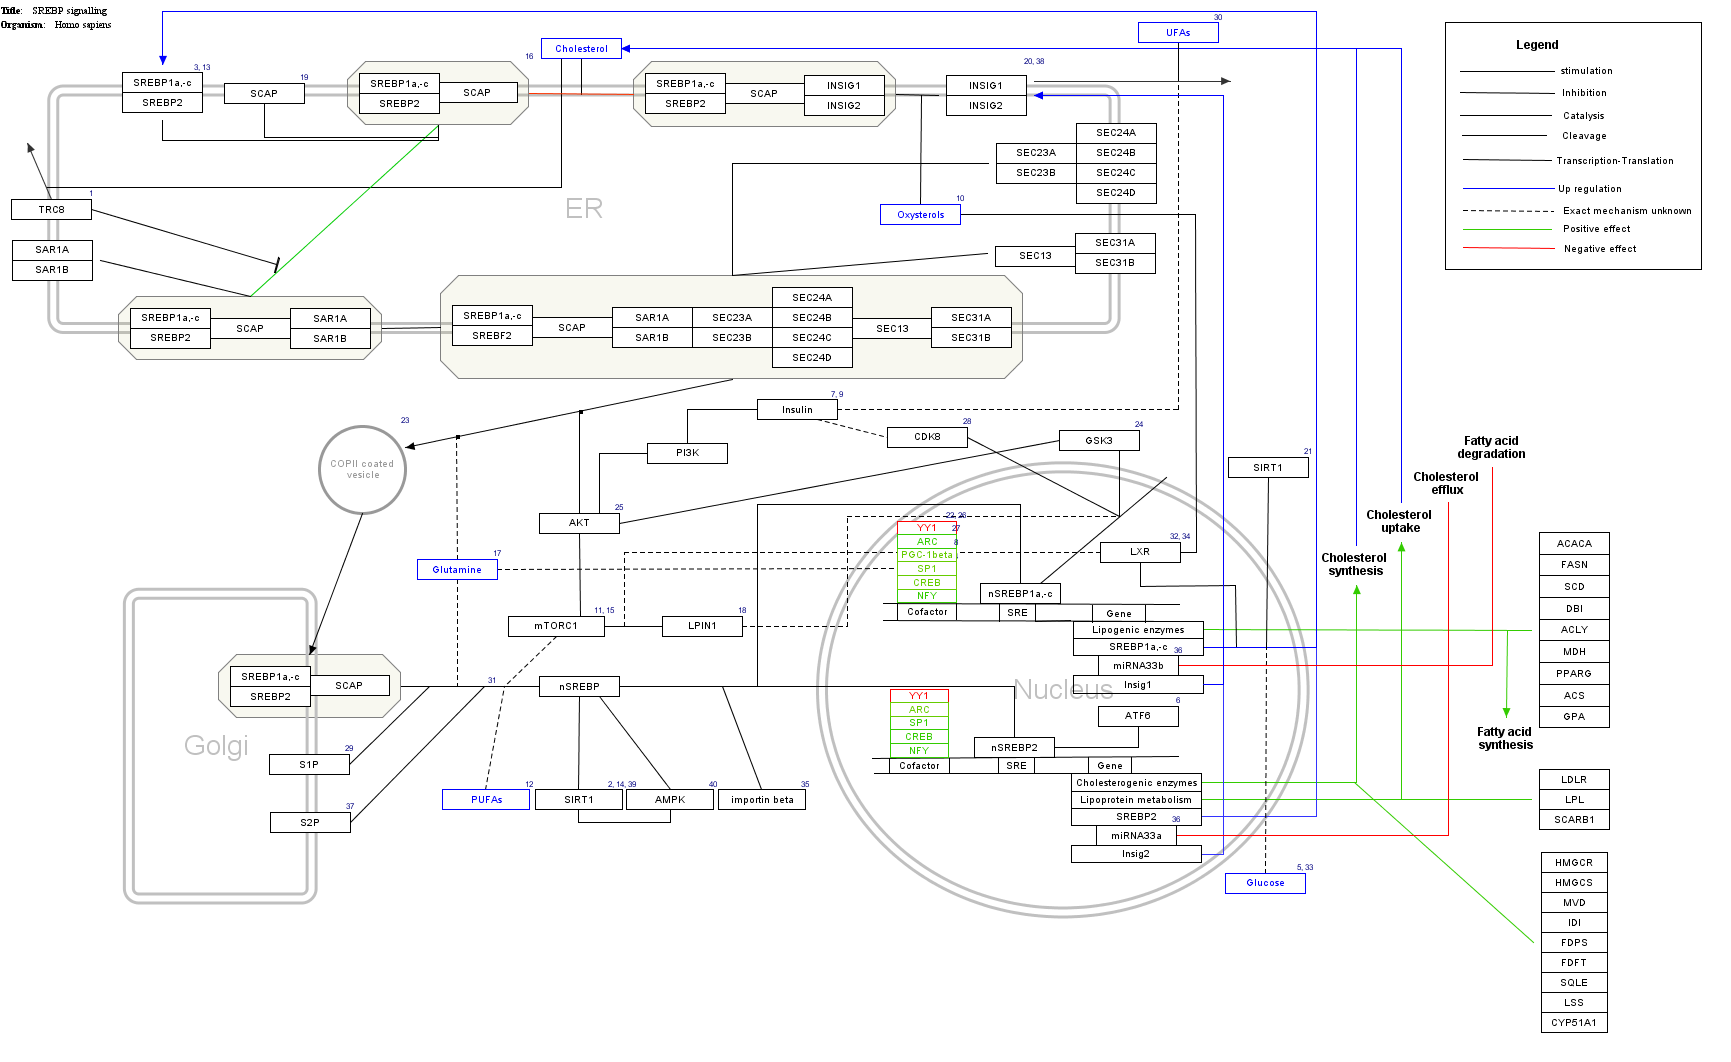 Title: SREBP signalling
Organism: Homo sapiens
30
UFAs
Legend
stimulation
Inhibition
Catalysis
Cleavage
Transcription-Translation
Up regulation
Exact mechanism unknown
Positive effect
Negative effect
3, 13
SREBP1a,-c
SREBP2
19
SCAP
16
Cholesterol
SREBP1a,-c
SREBP2
SCAP
SREBP1a,-c
SREBP2
SCAP
INSIG1
INSIG2
20, 38
INSIG1
INSIG2
SEC23A
SEC23B
SEC24A
SEC24B
SEC24C
SEC24D
1
TRC8
ER
10
Oxysterols
SAR1A
SAR1B
SEC13
SEC31A
SEC31B
SREBP1a,-c
SREBP2
SCAP
SAR1A
SAR1B
SREBP1a,-c
SREBF2
SCAP
SAR1A
SAR1B
SEC23A
SEC23B
SEC24A
SEC24B
SEC24C
SEC24D
SEC13
SEC31A
SEC31B
7, 9
Insulin
23
COPII coated
vesicle
28
CDK8
24
GSK3
PI3K
21
SIRT1
Fatty acid
degradation
Cholesterol
efflux
Cholesterol
uptake
Cholesterol
synthesis
25
AKT
17
Glutamine
22, 26
YY1
27
ARC
8
PGC-1beta
SP1
CREB
NFY
32, 34
LXR
nSREBP1a,-c
Cofactor
SRE
Gene
11, 15
mTORC1
18
LPIN1
Lipogenic enzymes
SREBP1a,-c
36
miRNA33b
Insig1
ACACA
FASN
SCD
DBI
ACLY
MDH
PPARG
ACS
GPA
Fatty acid
synthesis
SREBP1a,-c
SREBP2
SCAP
31
nSREBP
Nucleus
YY1
ARC
SP1
CREB
NFY
6
ATF6
nSREBP2
Cofactor
SRE
Gene
Golgi
29
S1P
37
S2P
12
PUFAs
2, 14, 39
SIRT1
40
AMPK
35
importin beta
Cholesterogenic enzymes
Lipoprotein metabolism
SREBP2
36
miRNA33a
Insig2
5, 33
Glucose
LDLR
LPL
SCARB1
HMGCR
HMGCS
MVD
IDI
FDPS
FDFT
SQLE
LSS
CYP51A1